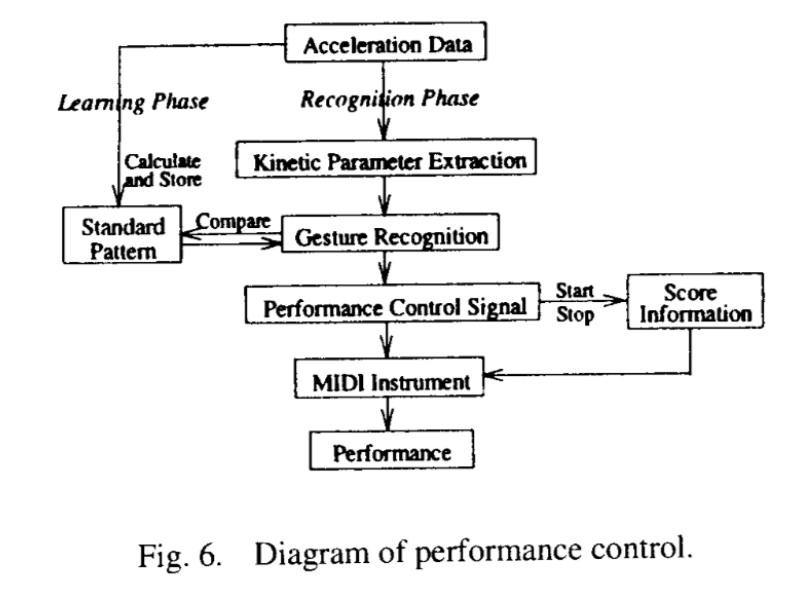 Acceleration Data
Learning Phase
Recognition Phase
Calculate
and Store
Kinetic Parameter Extraction
Standard
Pattern
Compare
Gesture Recognition
Performance Control Signal
Start
Stop
Score
Information
MIDI Instrument
Performance
Fig. 6. Diagram of performance control.